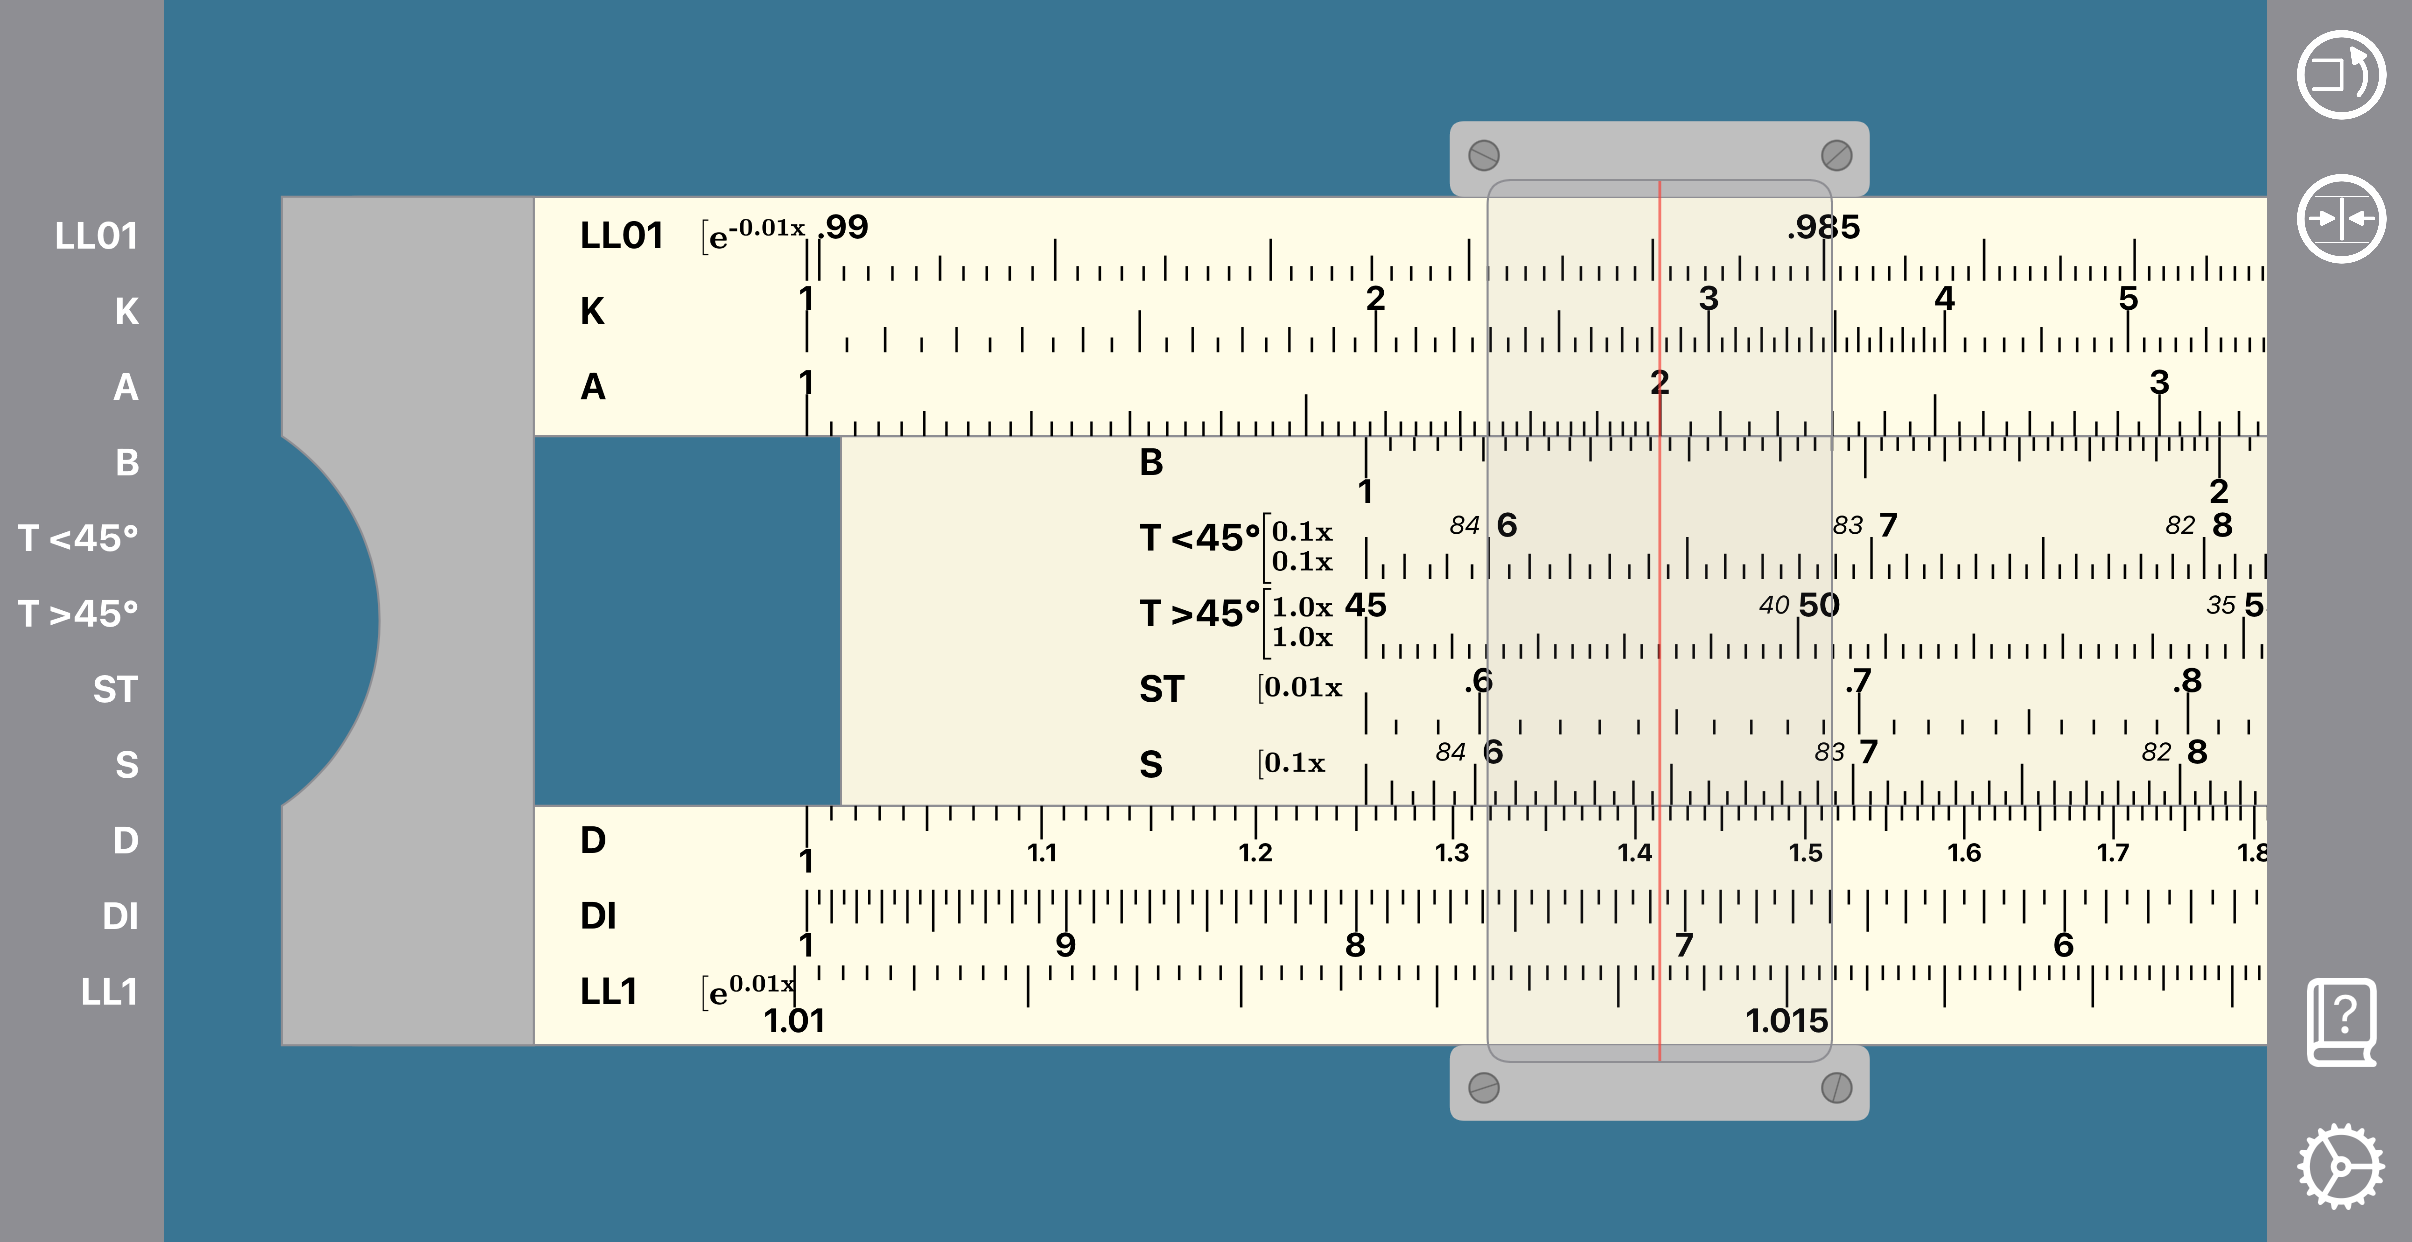 LL01 LL01 [e-0.01x .99 .985
K K 1 2 3 4 5
A A 1 2 3
B B 1 2
T <45° T <45° [0.1x 0.1x 84 6 83 7 82 8
T >45° T >45° [1.0x 1.0x 45 40 50 35 5
ST ST [0.01x .6 .7 .8
S S [0.1x 84 6 83 7 82 8
D D 1 1.1 1.2 1.3 1.4 1.5 1.6 1.7 1.8
DI DI 1 9 8 7 6
LL1 LL1 [e0.01x 1.01 1.015
?